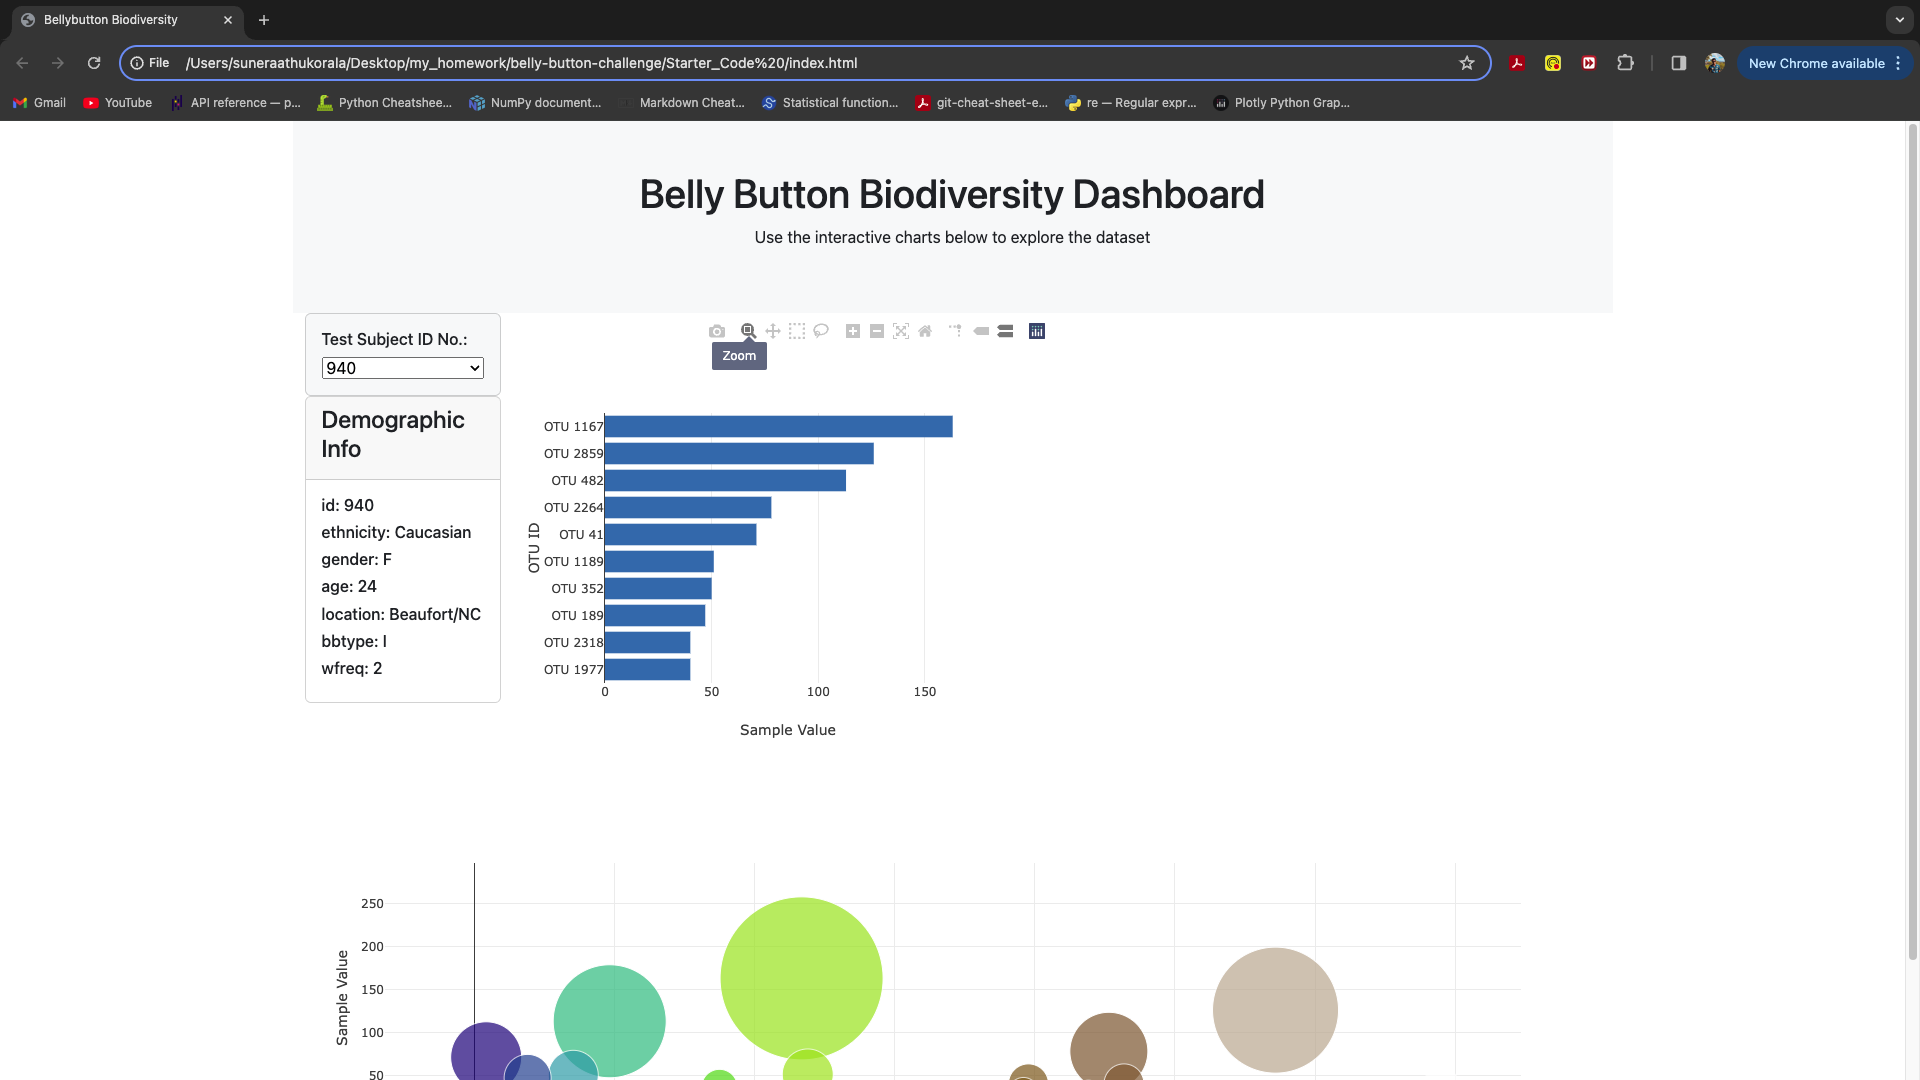 Bellybutton Biodiversity
File /Users/suneraathukorala/Desktop/my_homework/belly-button-challenge/Starter_Code%20/index.html
New Chrome available
Gmail YouTube API reference — p... Python Cheatshee... NumPy document... Markdown Cheat... Statistical function... git-cheat-sheet-e... re — Regular expr... Plotly Python Grap...
Belly Button Biodiversity Dashboard
Use the interactive charts below to explore the dataset
Test Subject ID No.:
940
Zoom
Demographic
Info
id: 940
ethnicity: Caucasian
gender: F
age: 24
location: Beaufort/NC
bbtype: I
wfreq: 2
OTU ID
OTU 1167
OTU 2859
OTU 482
OTU 2264
OTU 41
OTU 1189
OTU 352
OTU 189
OTU 2318
OTU 1977
0 50 100 150
Sample Value
Sample Value
250
200
150
100
50